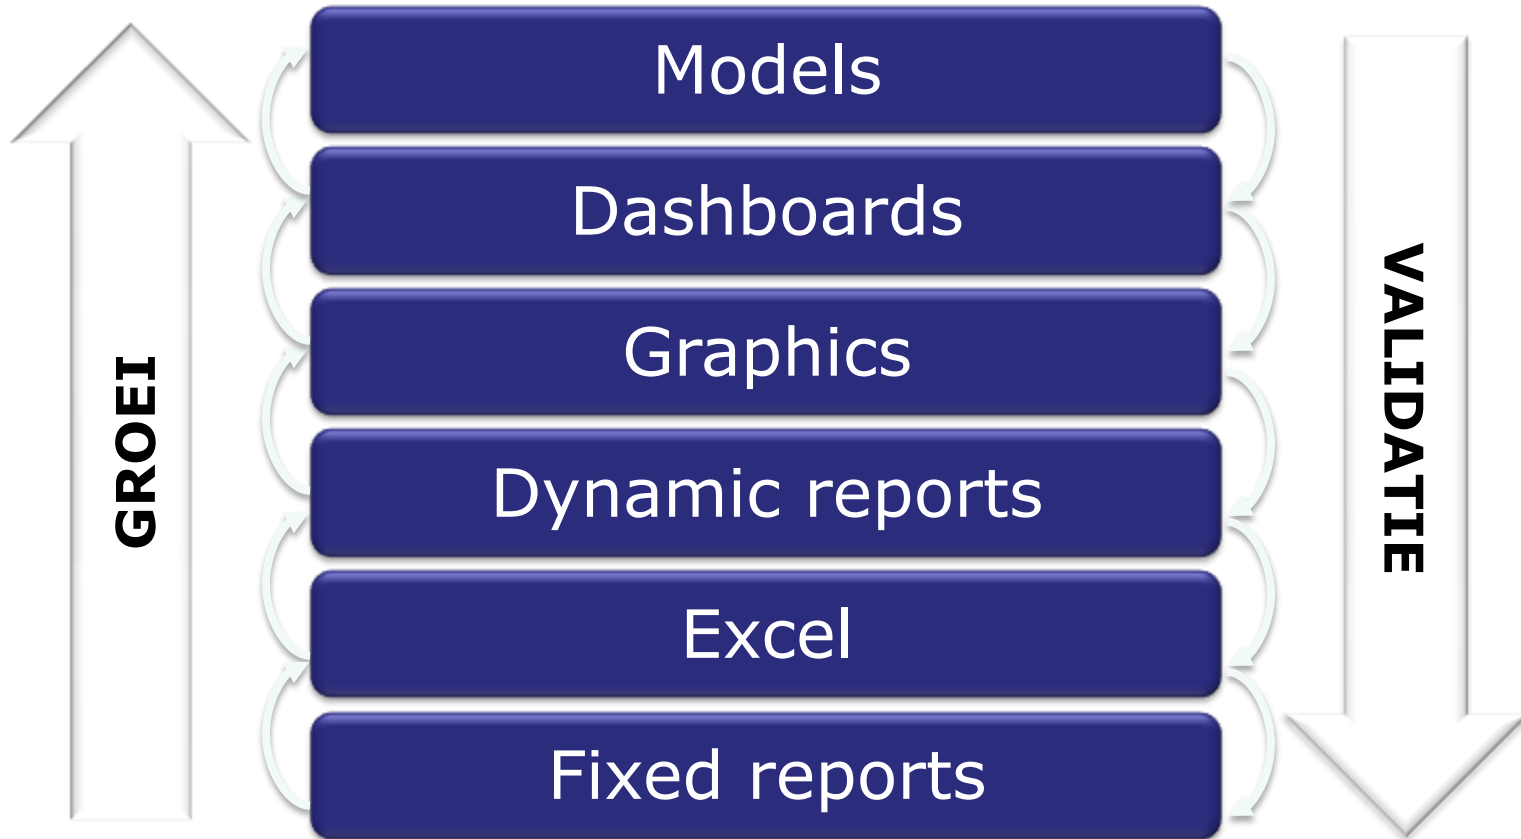 Models
Dashboards
Graphics
Dynamic reports
Excel
Fixed reports
GROEI
VALIDATIE